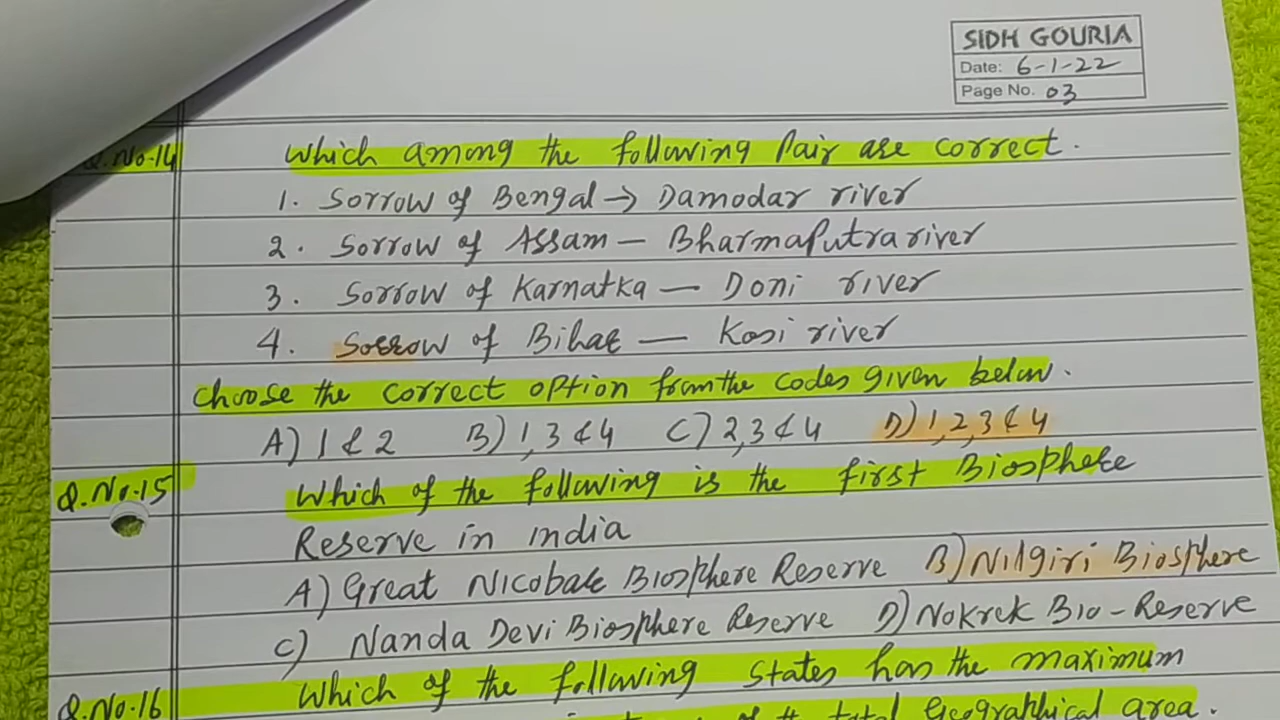 SIDH GOURIA
Date: 6-1-22
Page No. 03
Q.No-14 Which among the following Pair are correct.
1. Sorrow of Bengal → Damodar river
2. Sorrow of Assam — Bharmaputra river
3. Sorrow of Karnatka — Doni river
4. Sorrow of Bihar — Kosi river
Choose the correct option from the codes given below.
A) 1 & 2 B) 1,3 & 4 C) 2,3 & 4 D) 1,2,3 & 4
Q.No.15 Which of the following is the first Biosphere
Reserve in india
A) Great Nicobar Biosphere Reserve B) Nilgiri Biosphere
C) Nanda Devi Biosphere Reserve D) Nokrek Bio-Reserve
Q.No.16 Which of the following States has the maximum
total Geographical area.